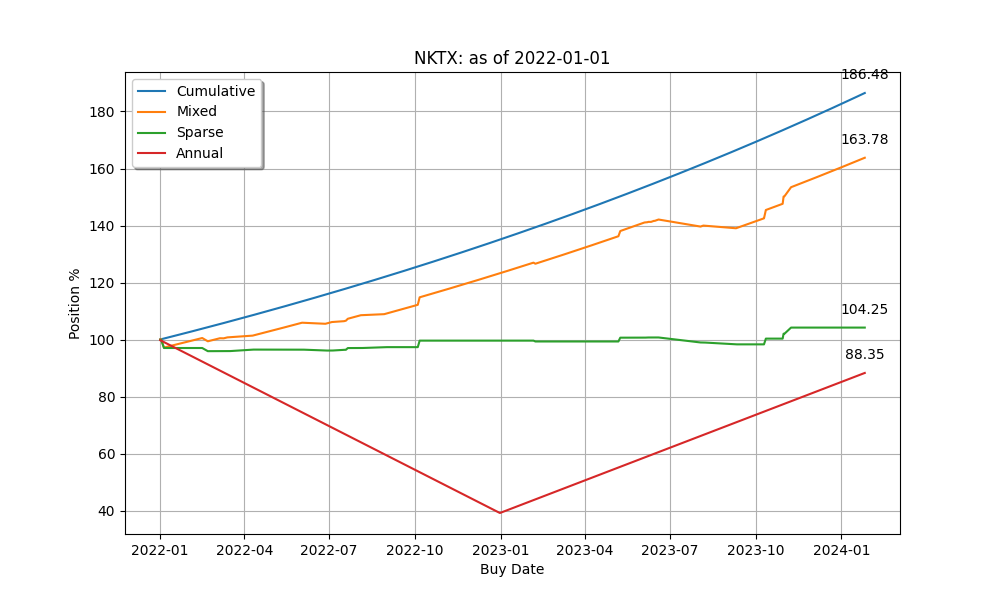 NKTX: as of 2022-01-01
Cumulative
Mixed
Sparse
Annual
186.48
163.78
104.25
88.35
Position %
180
160
140
120
100
80
60
40
2022-01 2022-04 2022-07 2022-10 2023-01 2023-04 2023-07 2023-10 2024-01
Buy Date